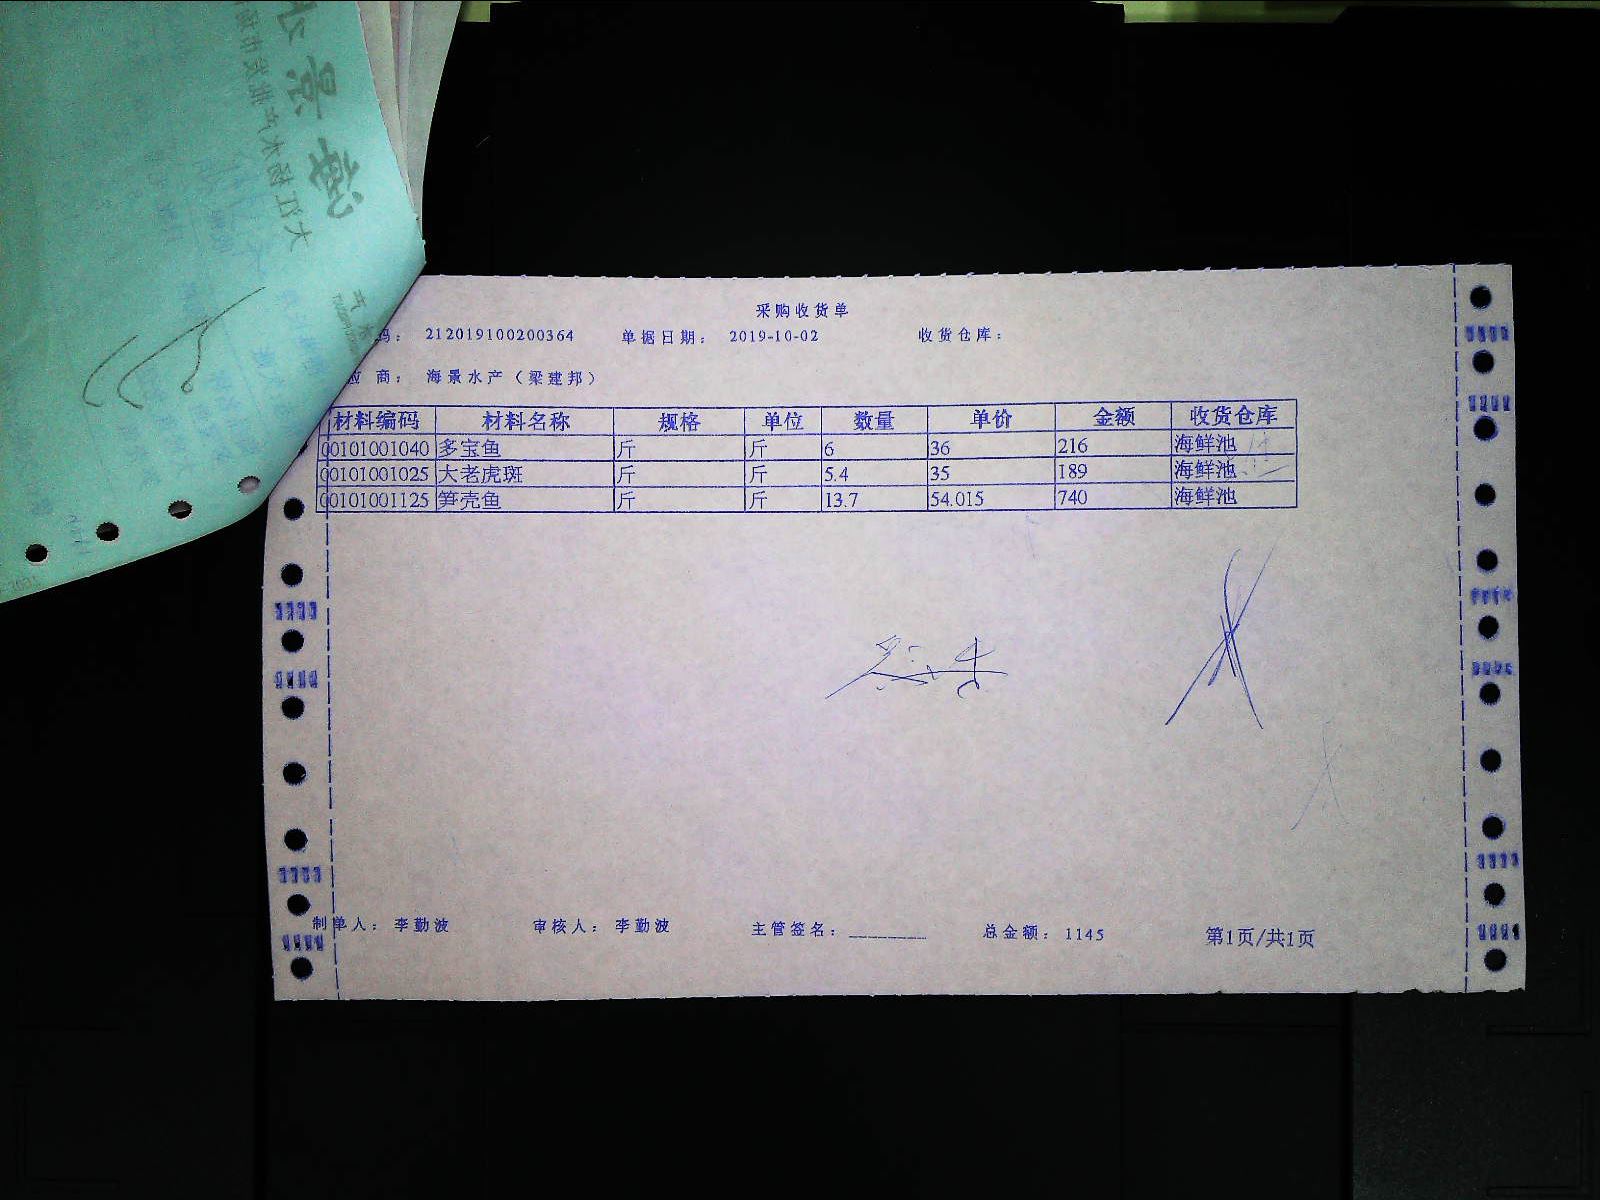 采购收货单
码：212019100200364 单据日期：2019-10-02 收货仓库：
应商：海景水产（梁建邦）
材料编码 材料名称 规格 单位 数量 单价 金额 收货仓库
00101001040 多宝鱼 斤 斤 6 36 216 海鲜池
00101001025 大老虎斑 斤 斤 5.4 35 189 海鲜池
00101001125 笋壳鱼 斤 斤 13.7 54.015 740 海鲜池
制单人：李勤波 审核人：李勤波 主管签名：________ 总金额：1145 第1页/共1页